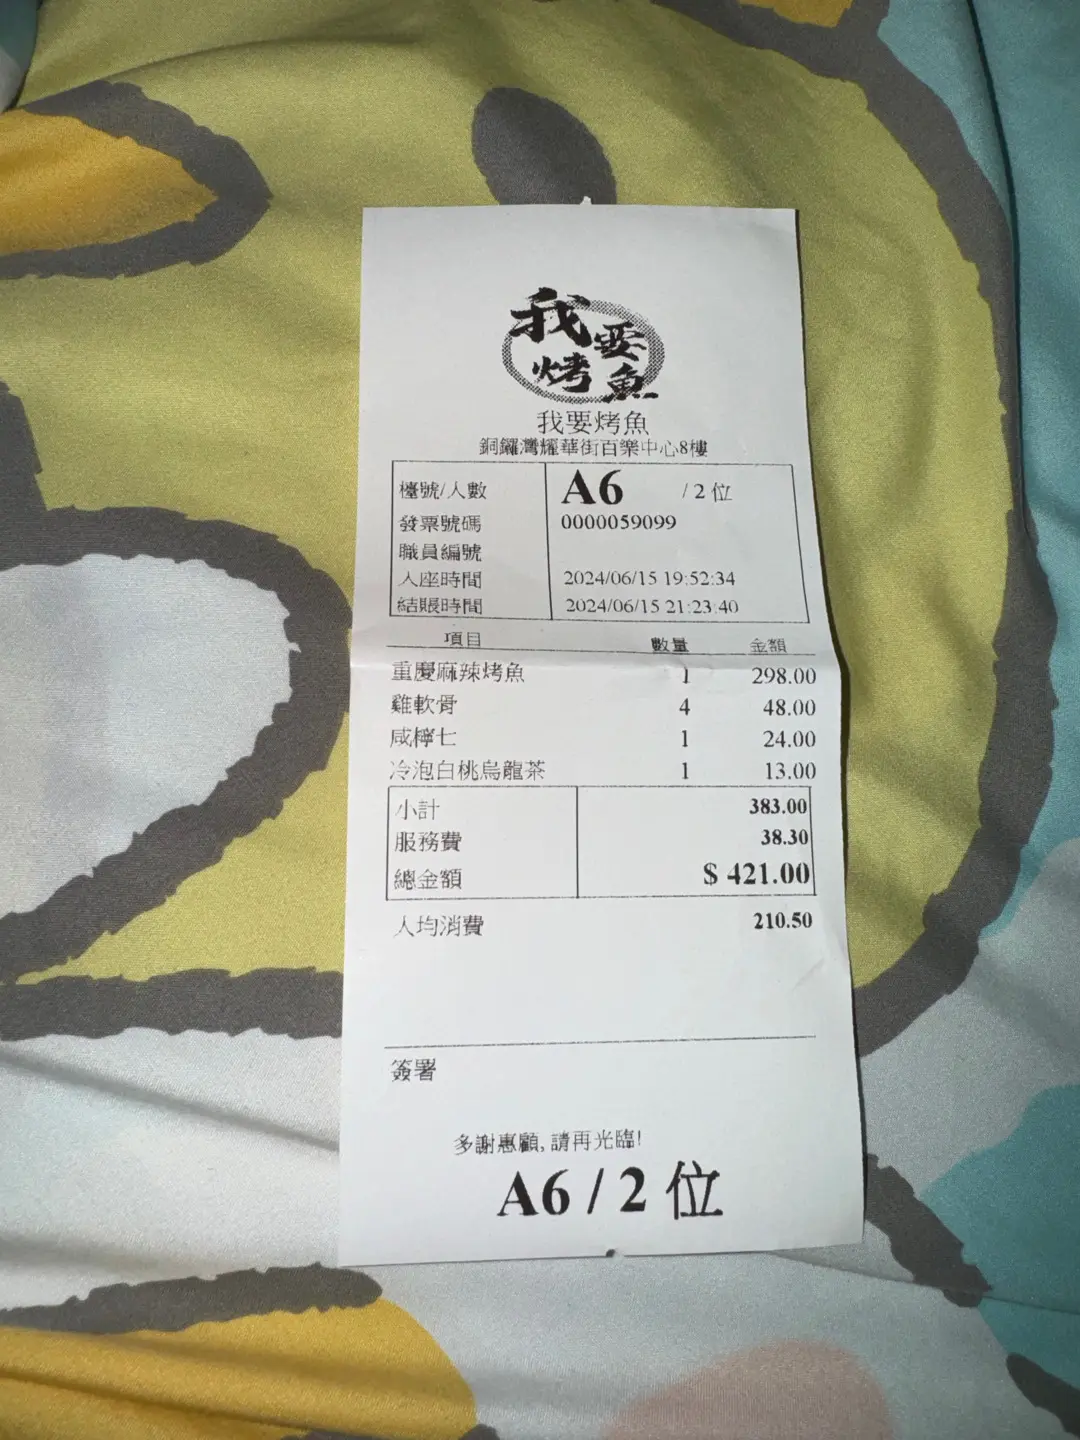 我要
烤魚
我要烤魚
銅鑼灣耀華街百樂中心8樓
檯號/人數 A6 / 2 位
發票號碼 0000059099
職員編號
入座時間 2024/06/15 19:52:34
結賬時間 2024/06/15 21:23:40
項目 數量 金額
重慶麻辣烤魚 1 298.00
雞軟骨 4 48.00
咸檸七 1 24.00
冷泡白桃烏龍茶 1 13.00
小計 383.00
服務費 38.30
總金額 $ 421.00
人均消費 210.50
簽署
多謝惠顧, 請再光臨!
A6 / 2 位